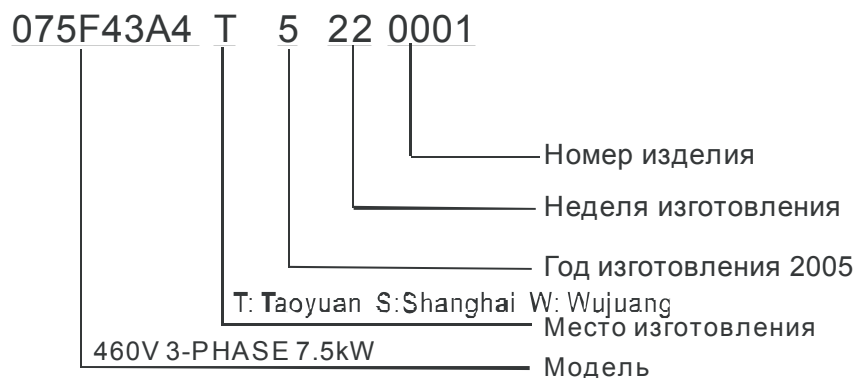 075F43A4 T 5 22 0001
Номер изделия
Неделя изготовления
Год изготовления 2005
T: Taoyuan S:Shanghai W: Wujuang
Место изготовления
460V 3-PHASE 7.5kW
Модель